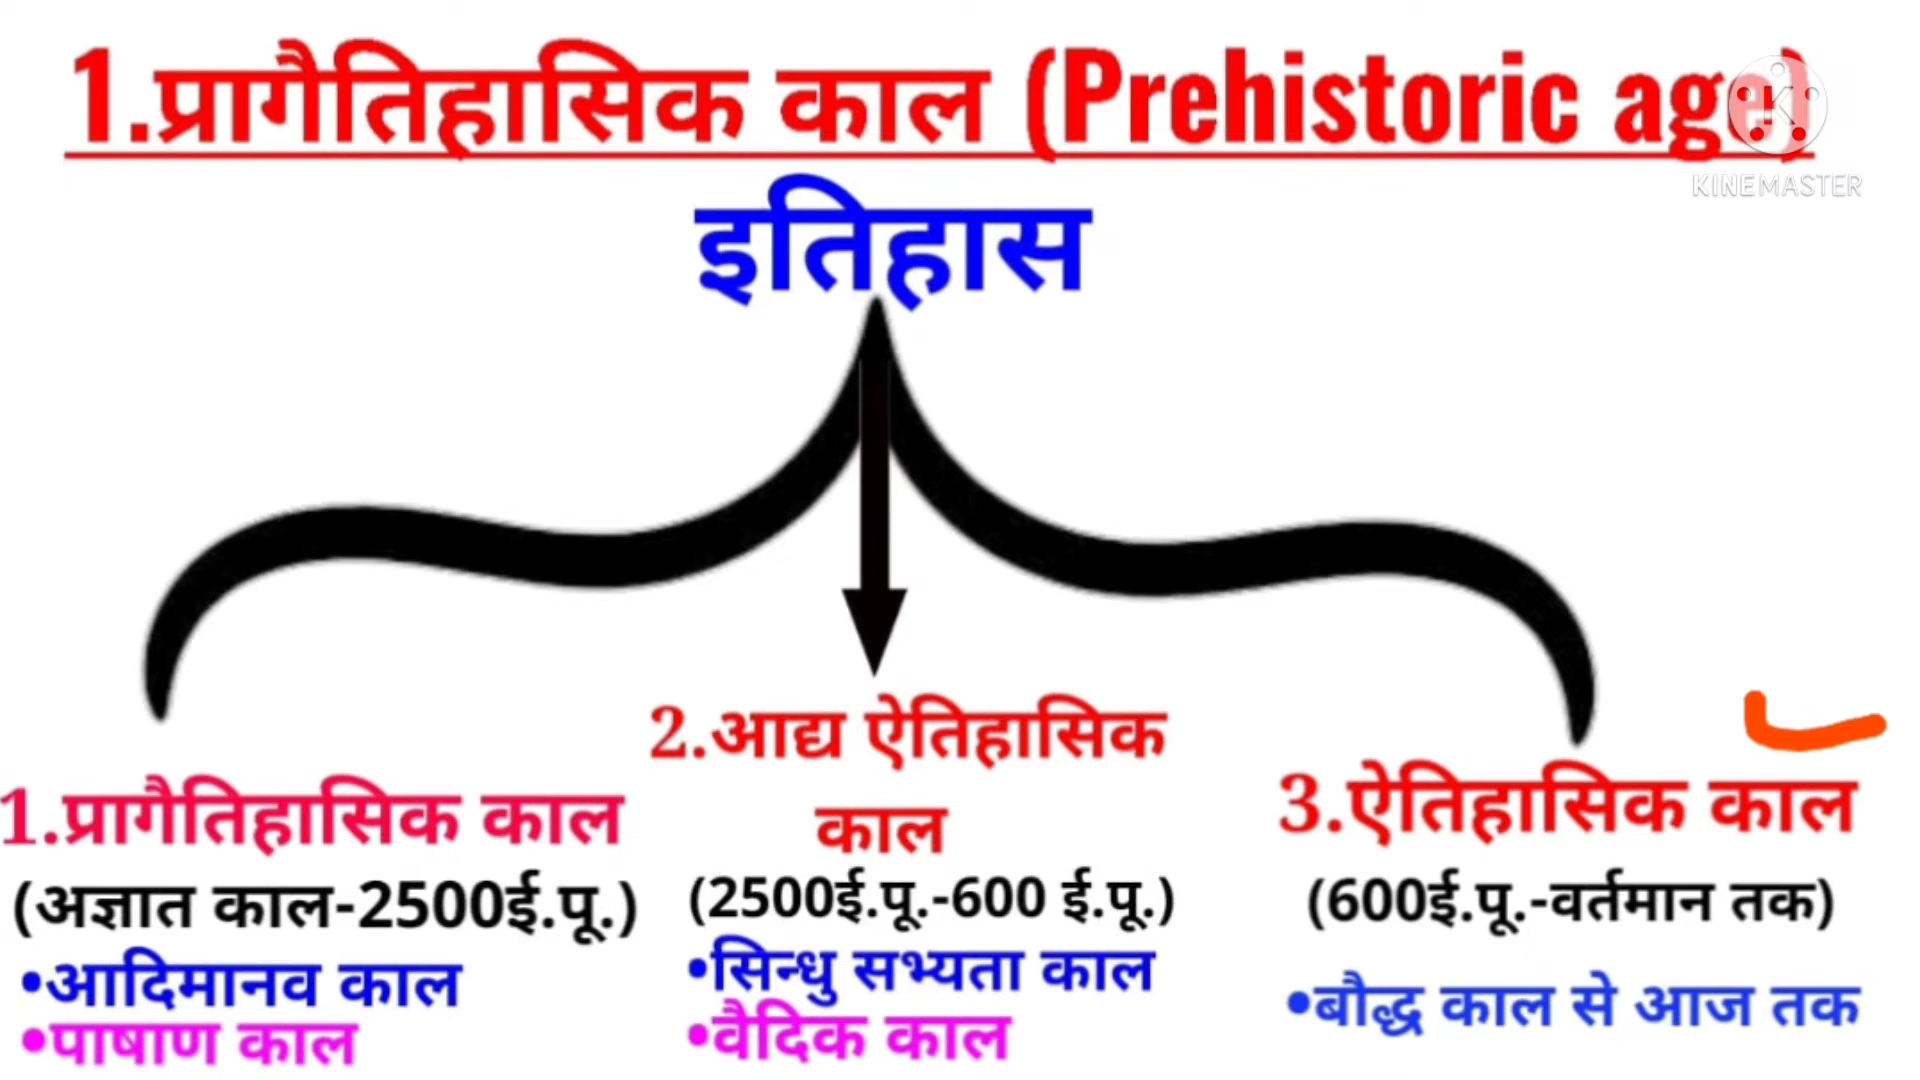 1.प्रागैतिहासिक काल (Prehistoric age)
KINEMASTER
इतिहास
1.प्रागैतिहासिक काल
(अज्ञात काल-2500ई.पू.)
•आदिमानव काल
•पाषाण काल
2.आद्य ऐतिहासिक
काल
(2500ई.पू.-600 ई.पू.)
•सिन्धु सभ्यता काल
•वैदिक काल
3.ऐतिहासिक काल
(600ई.पू.-वर्तमान तक)
•बौद्ध काल से आज तक